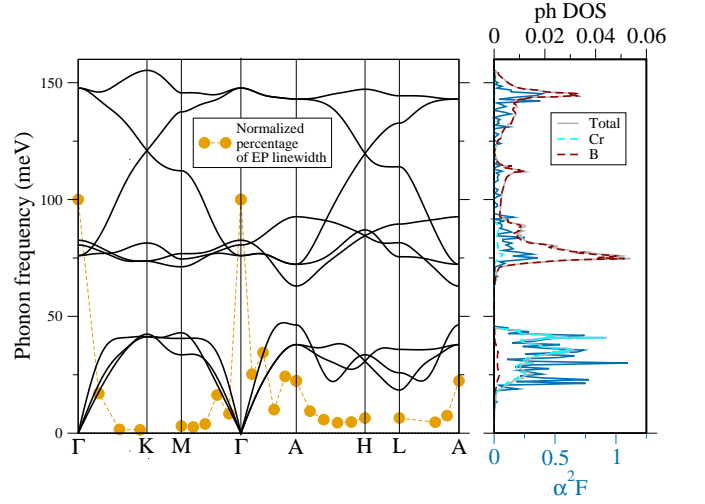 ph DOS
0 0.02 0.04 0.06
150
100
50
0
Phonon frequency (meV)
Normalized
percentage
of EP linewidth
Total
Cr
B
Γ K M Γ A H L A
0 0.5 1
α²F